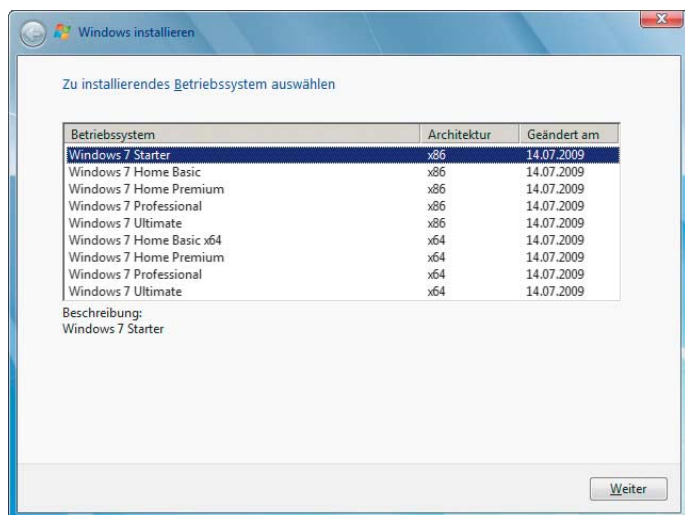 Windows installieren
Zu installierendes Betriebssystem auswählen
Betriebssystem Architektur Geändert am
Windows 7 Starter x86 14.07.2009
Windows 7 Home Basic x86 14.07.2009
Windows 7 Home Premium x86 14.07.2009
Windows 7 Professional x86 14.07.2009
Windows 7 Ultimate x86 14.07.2009
Windows 7 Home Basic x64 x64 14.07.2009
Windows 7 Home Premium x64 14.07.2009
Windows 7 Professional x64 14.07.2009
Windows 7 Ultimate x64 14.07.2009
Beschreibung:
Windows 7 Starter
Weiter